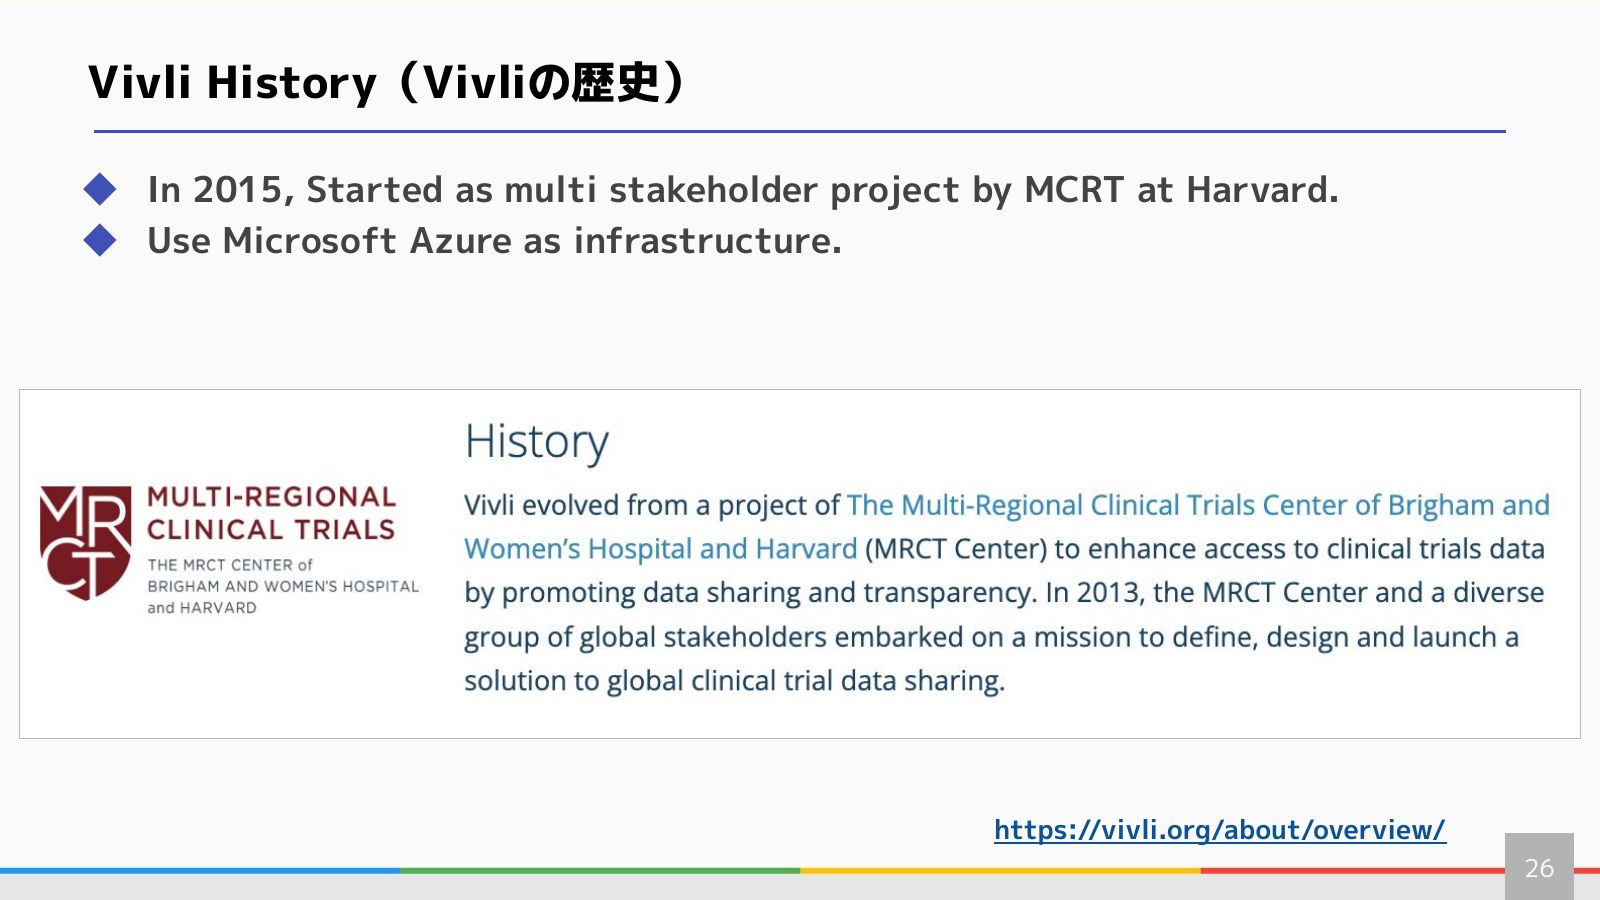 Vivli History（Vivliの歴史）
In 2015, Started as multi stakeholder project by MCRT at Harvard.
Use Microsoft Azure as infrastructure.
MRCT
MULTI-REGIONAL
CLINICAL TRIALS
THE MRCT CENTER of
BRIGHAM AND WOMEN'S HOSPITAL
and HARVARD
History
Vivli evolved from a project of The Multi-Regional Clinical Trials Center of Brigham and
Women’s Hospital and Harvard (MRCT Center) to enhance access to clinical trials data
by promoting data sharing and transparency. In 2013, the MRCT Center and a diverse
group of global stakeholders embarked on a mission to define, design and launch a
solution to global clinical trial data sharing.
https://vivli.org/about/overview/
26